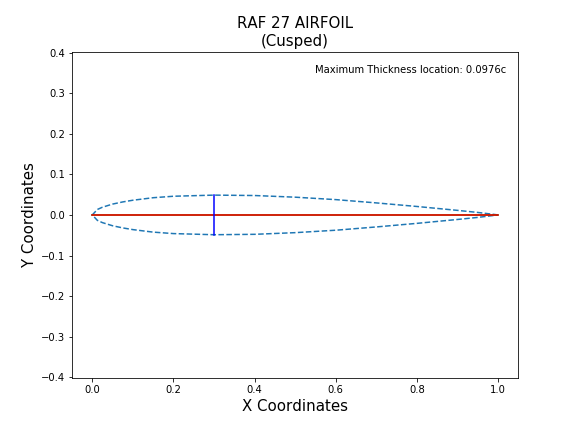 RAF 27 AIRFOIL
(Cusped)
Maximum Thickness location: 0.0976c
0.4
0.3
0.2
0.1
0.0
−0.1
−0.2
−0.3
−0.4
Y Coordinates
0.0 0.2 0.4 0.6 0.8 1.0
X Coordinates